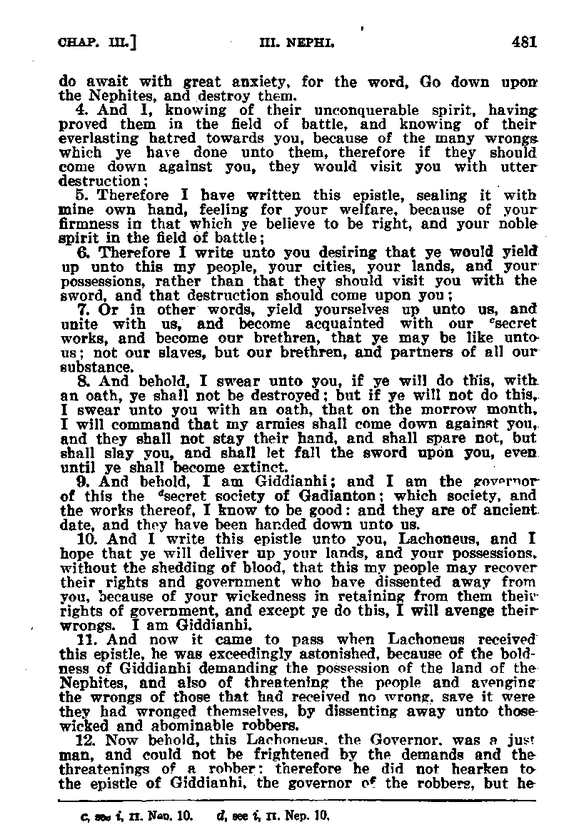 CHAP. III.] III. NEPHI. 481
do await with great anxiety, for the word, Go down upon
the Nephites, and destroy them.
4. And I, knowing of their unconquerable spirit, having
proved them in the field of battle, and knowing of their
everlasting hatred towards you, because of the many wrongs
which ye have done unto them, therefore if they should
come down against you, they would visit you with utter
destruction;
5. Therefore I have written this epistle, sealing it with
mine own hand, feeling for your welfare, because of your
firmness in that which ye believe to be right, and your noble
spirit in the field of battle;
6. Therefore I write unto you desiring that ye would yield
up unto this my people, your cities, your lands, and your
possessions, rather than that they should visit you with the
sword, and that destruction should come upon you;
7. Or in other words, yield yourselves up unto us, and
unite with us, and become acquainted with our ᶜsecret
works, and become our brethren, that ye may be like unto
us; not our slaves, but our brethren, and partners of all our
substance.
8. And behold, I swear unto you, if ye will do this, with
an oath, ye shall not be destroyed; but if ye will not do this,
I swear unto you with an oath, that on the morrow month,
I will command that my armies shall come down against you,
and they shall not stay their hand, and shall spare not, but
shall slay you, and shall let fall the sword upon you, even
until ye shall become extinct.
9. And behold, I am Giddianhi; and I am the governor
of this the ᵈsecret society of Gadianton; which society, and
the works thereof, I know to be good: and they are of ancient
date, and they have been handed down unto us.
10. And I write this epistle unto you, Lachoneus, and I
hope that ye will deliver up your lands, and your possessions,
without the shedding of blood, that this my people may recover
their rights and government who have dissented away from
you, because of your wickedness in retaining from them their
rights of government, and except ye do this, I will avenge their
wrongs. I am Giddianhi.
11. And now it came to pass when Lachoneus received
this epistle, he was exceedingly astonished, because of the bold-
ness of Giddianhi demanding the possession of the land of the
Nephites, and also of threatening the people and avenging
the wrongs of those that had received no wrong, save it were
they had wronged themselves, by dissenting away unto those
wicked and abominable robbers.
12. Now behold, this Lachoneus, the Governor, was a just
man, and could not be frightened by the demands and the
threatenings of a robber: therefore he did not hearken to
the epistle of Giddianhi, the governor of the robbers, but he
c, see i, II. Nep. 10. d, see i, II. Nep. 10.